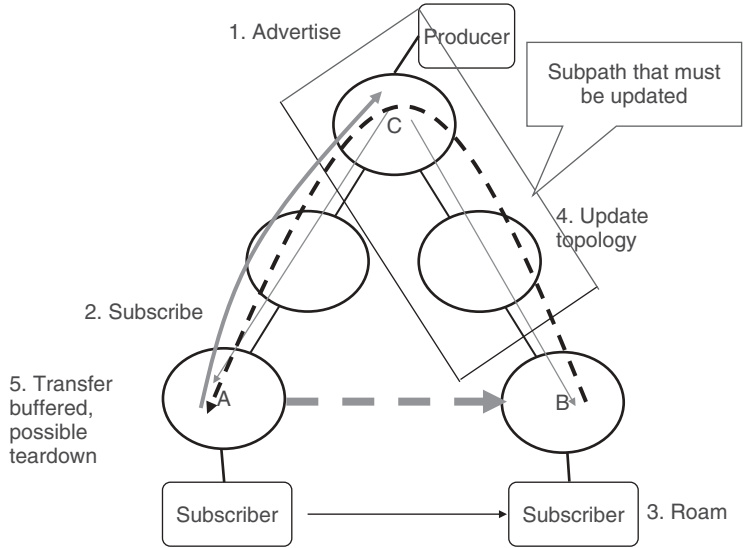 1. Advertise
Producer
Subpath that must
be updated
C
4. Update
topology
2. Subscribe
5. Transfer
buffered,
possible
teardown
A
B
Subscriber
Subscriber
3. Roam